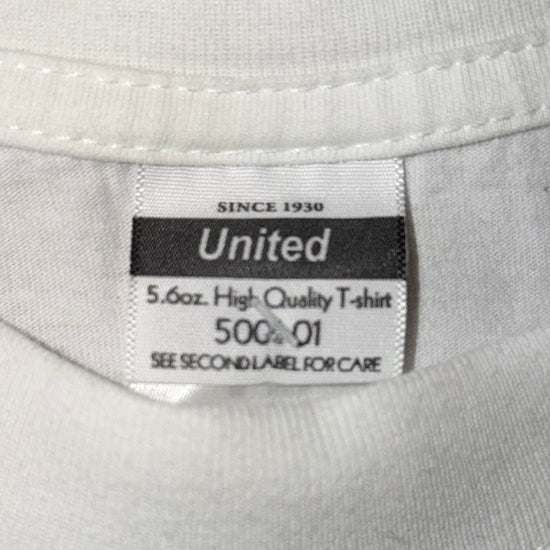 SINCE 1930
United
5.6oz. High Quality T-shirt
SEE SECOND LABEL FOR CARE